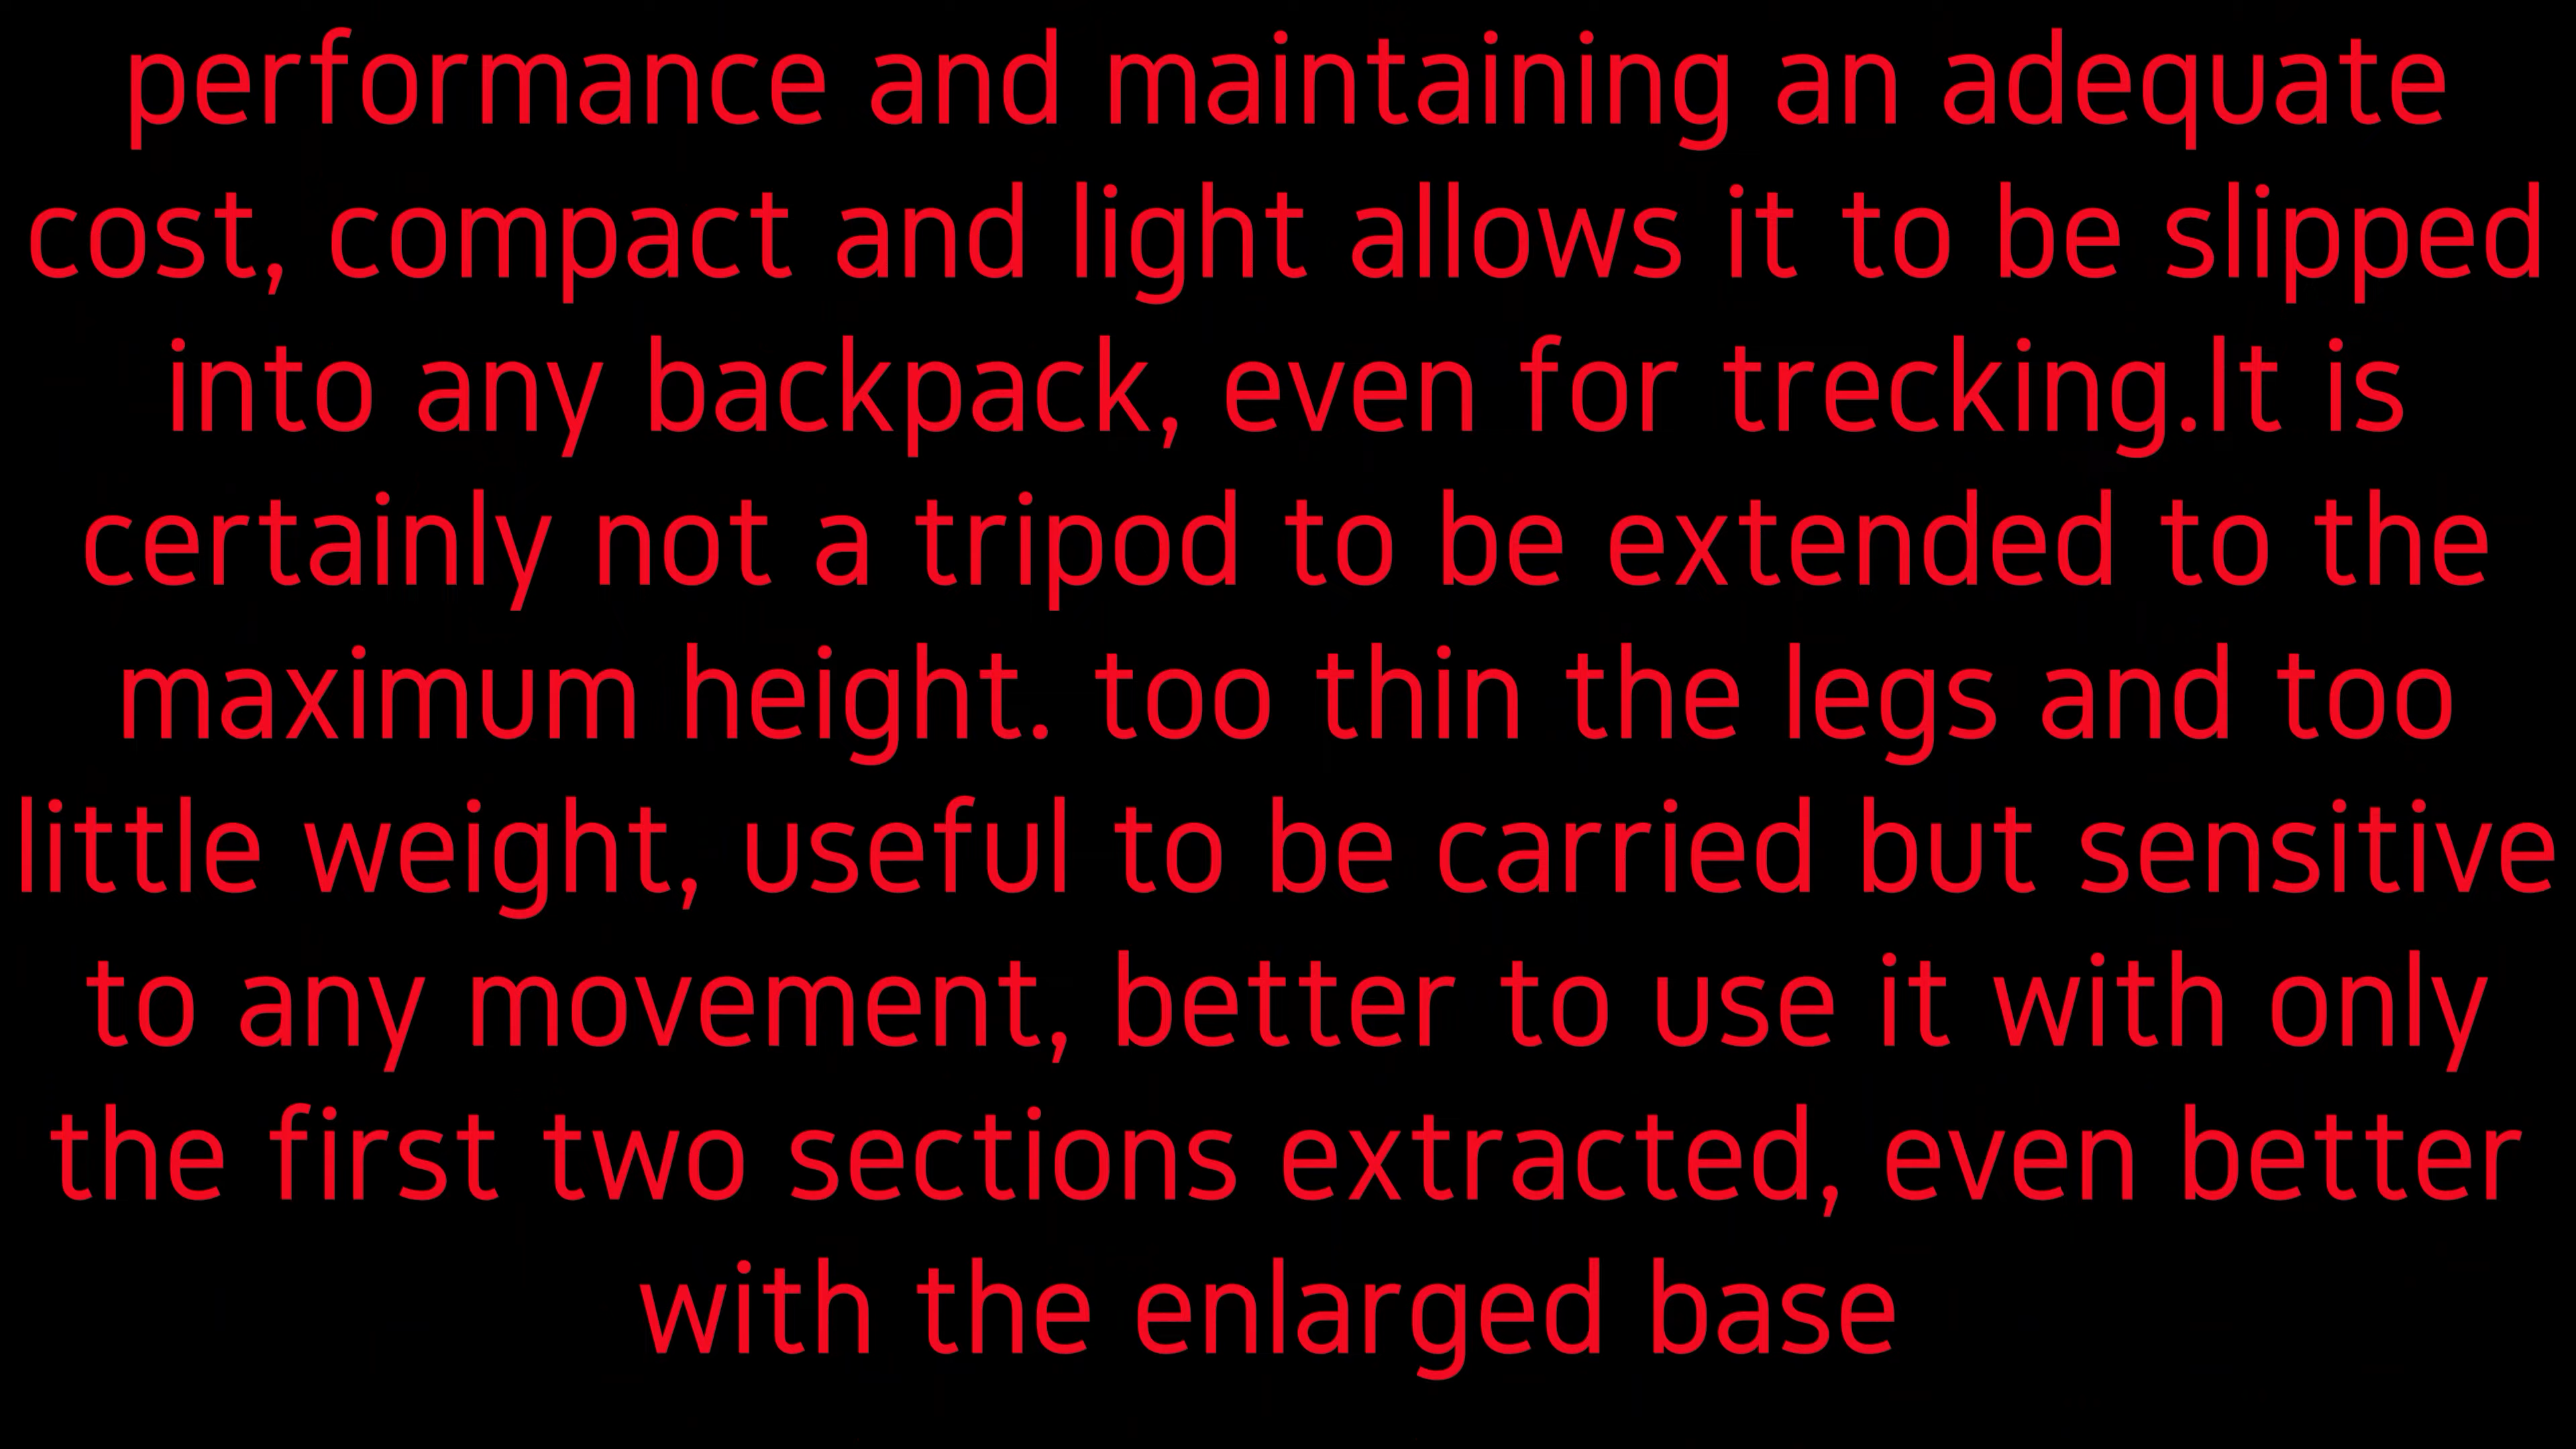 performance and maintaining an adequate
cost, compact and light allows it to be slipped
into any backpack, even for trecking.It is
certainly not a tripod to be extended to the
maximum height. too thin the legs and too
little weight, useful to be carried but sensitive
to any movement, better to use it with only
the first two sections extracted, even better
with the enlarged base